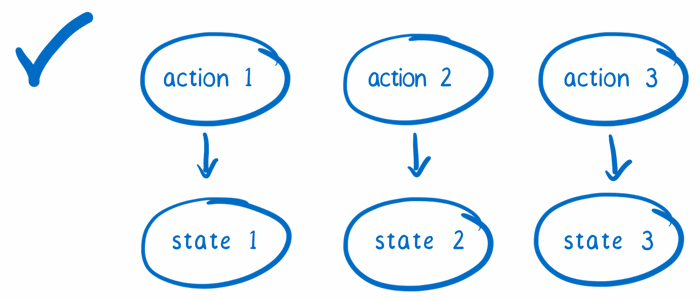 action 1 action 2 action 3
state 1 state 2 state 3